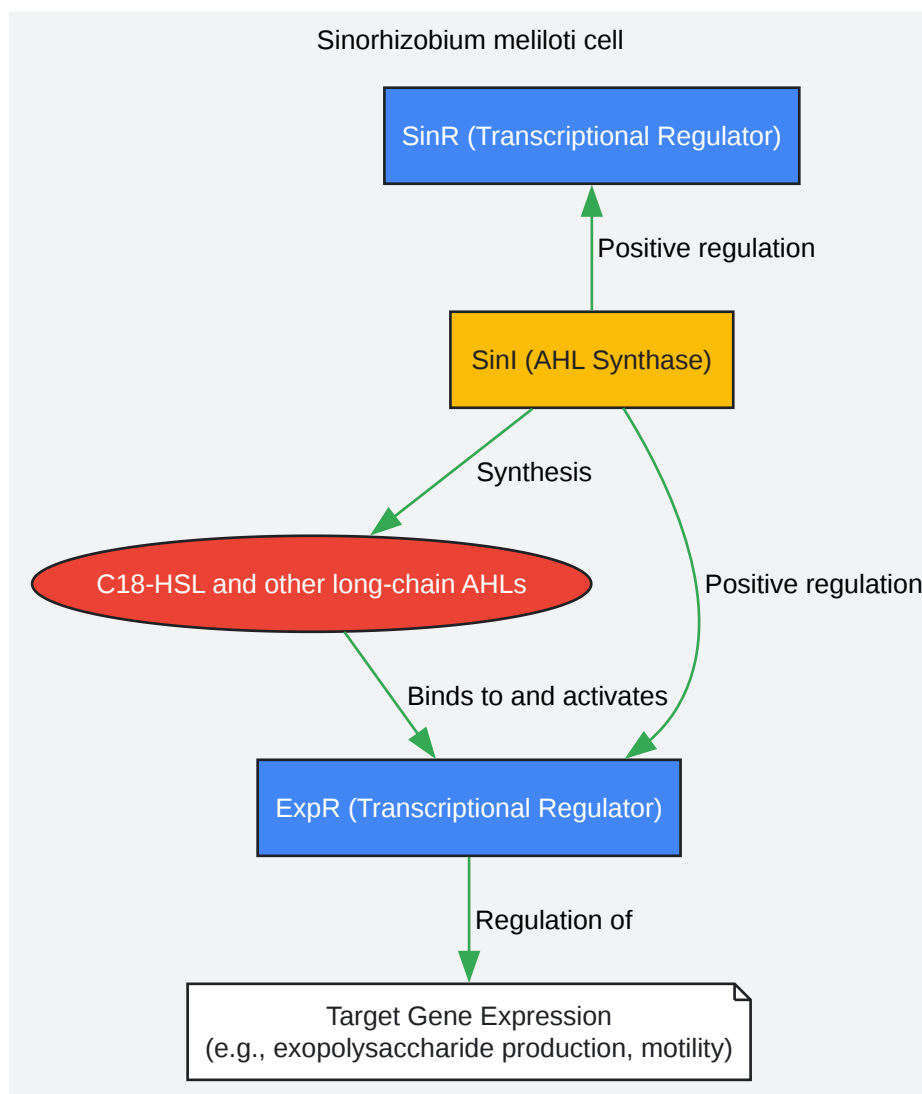 Sinorhizobium meliloti cell
SinR (Transcriptional Regulator)
Positive regulation
SinI (AHL Synthase)
Synthesis
C18-HSL and other long-chain AHLs
Positive regulation
Binds to and activates
ExpR (Transcriptional Regulator)
Regulation of
Target Gene Expression
(e.g., exopolysaccharide production, motility)